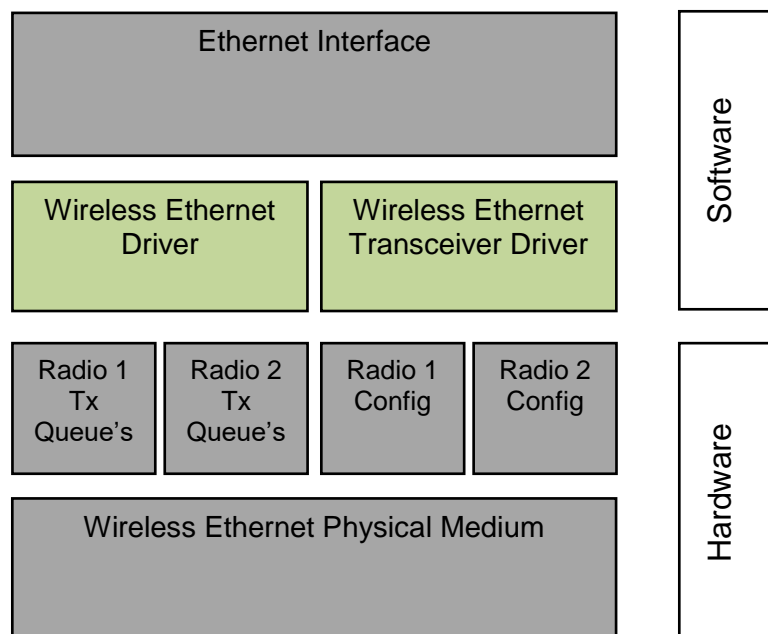 Ethernet Interface
Software
Wireless Ethernet
Driver
Wireless Ethernet
Transceiver Driver
Radio 1
Tx
Queue's
Radio 2
Tx
Queue's
Radio 1
Config
Radio 2
Config
Hardware
Wireless Ethernet Physical Medium